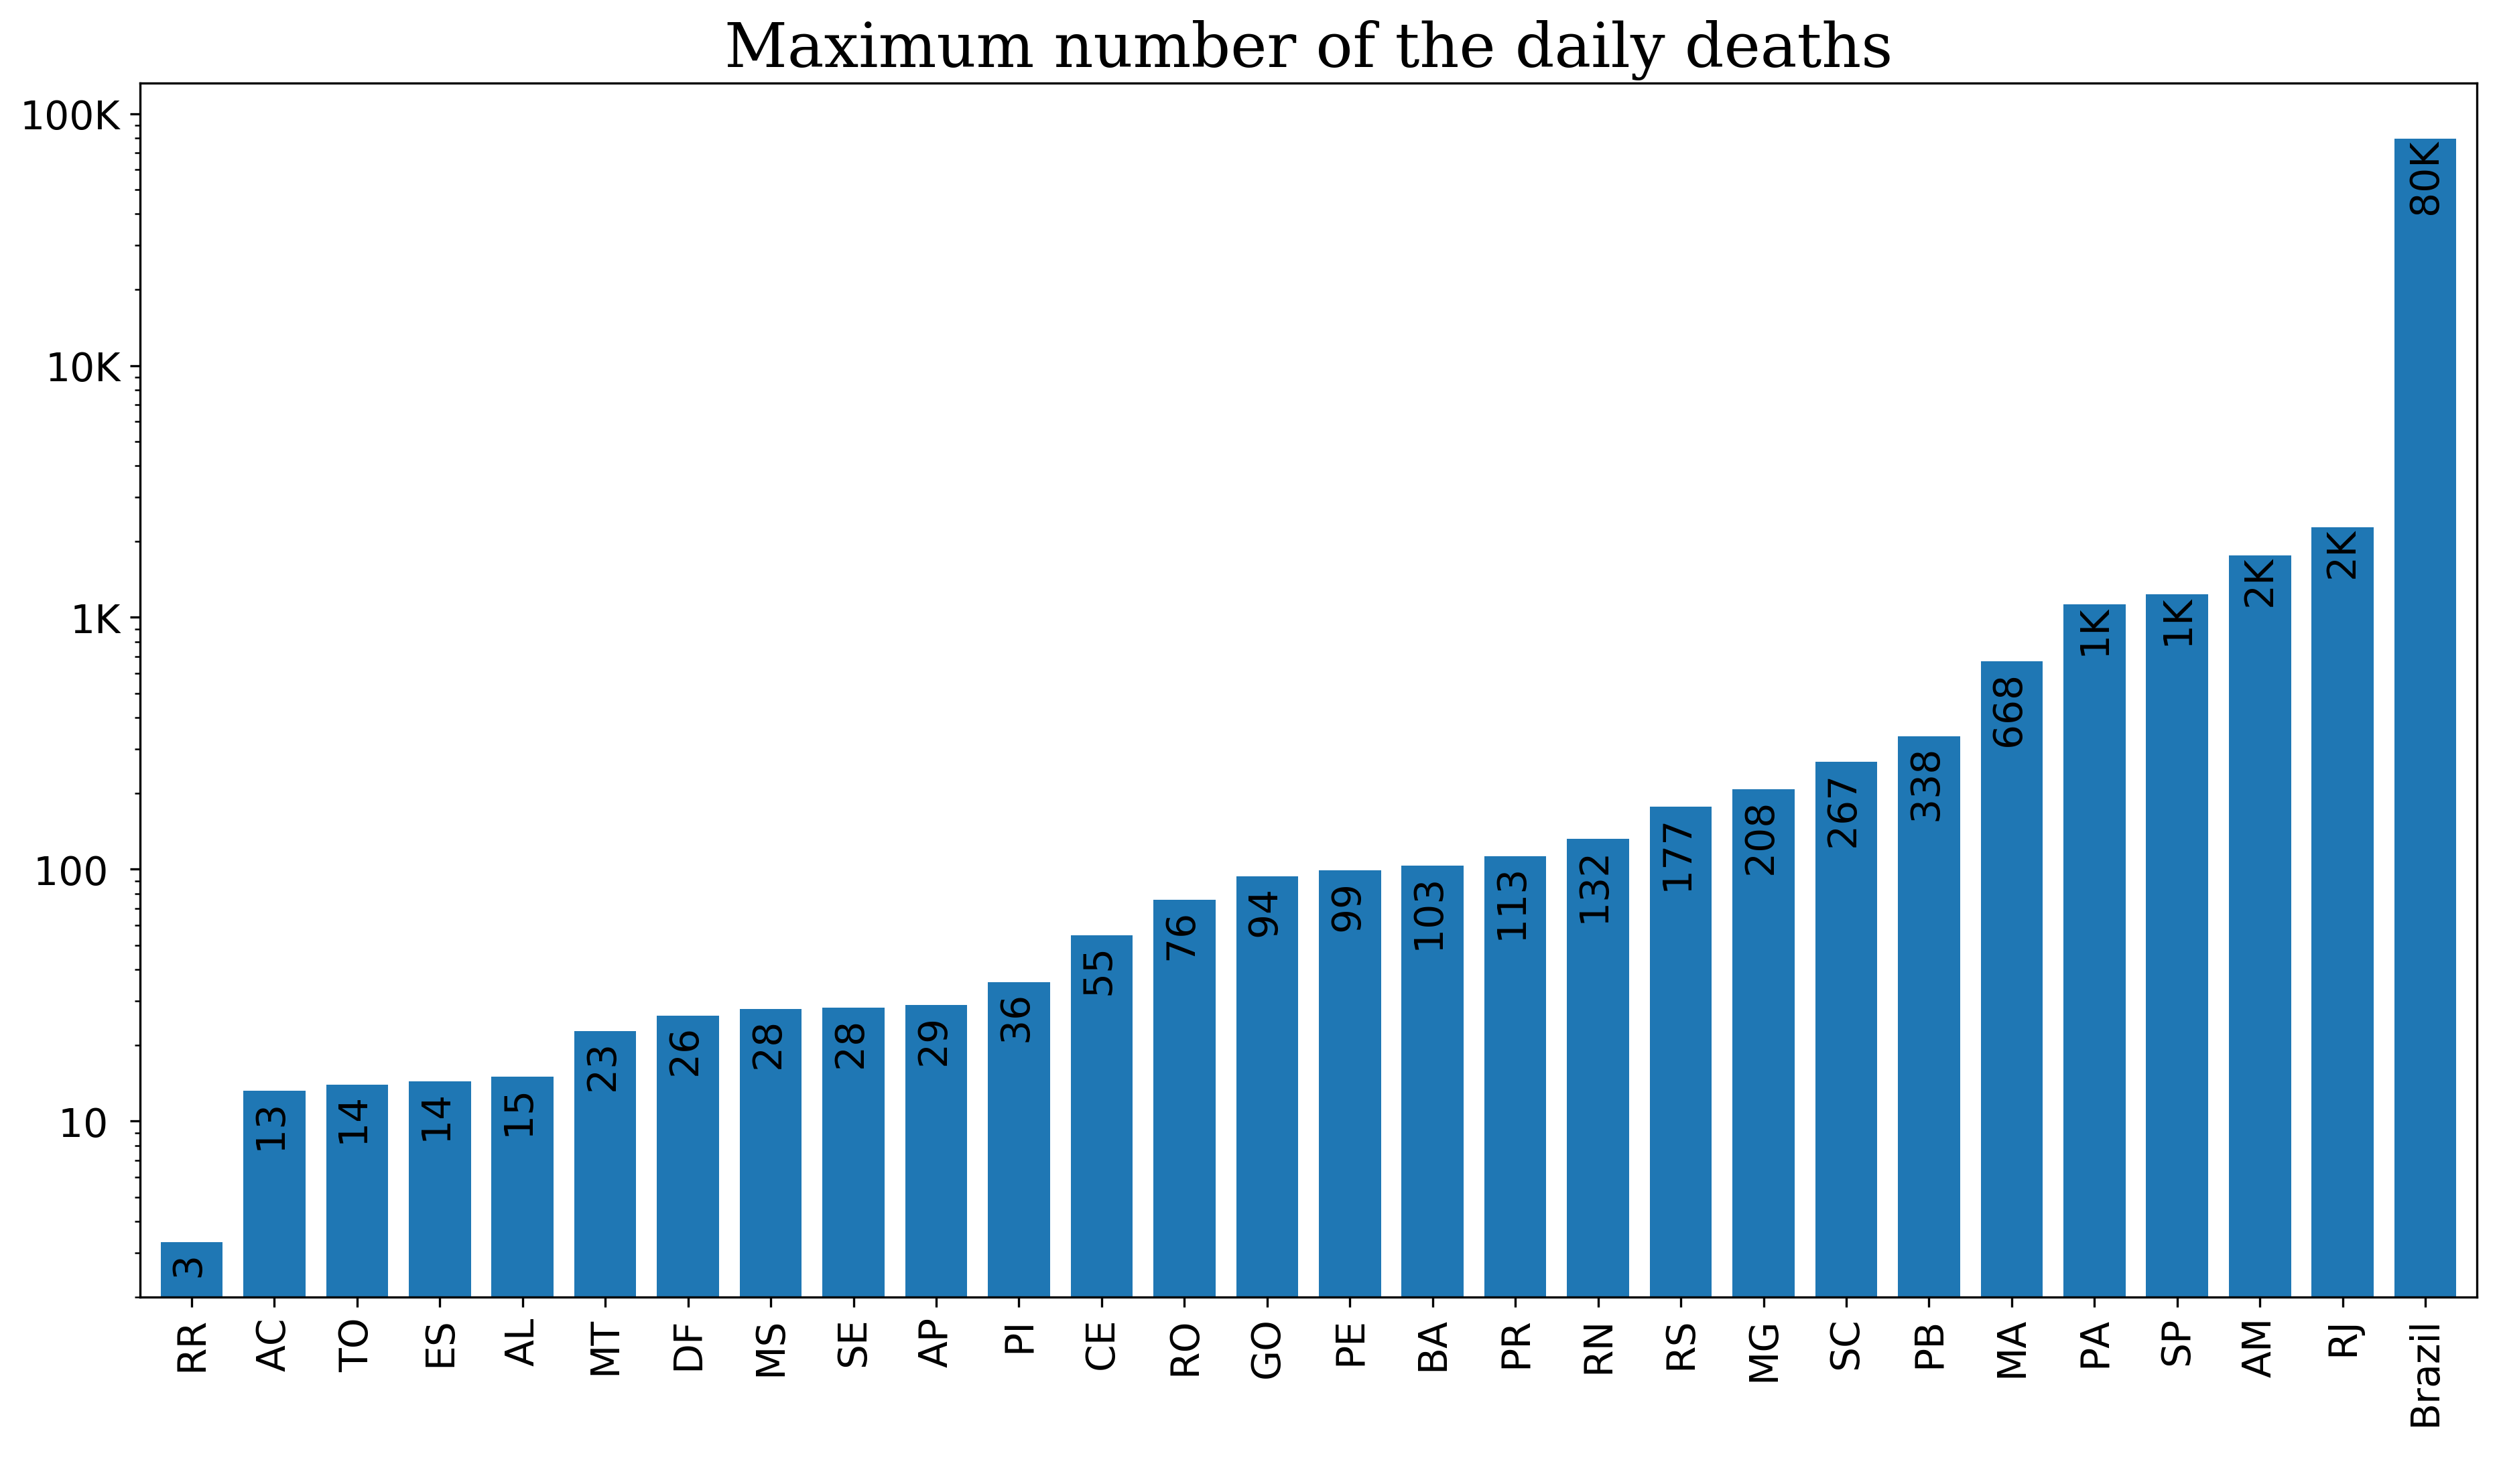 Maximum number of the daily deaths
100K
10K
1K
100
10
3
13
14
14
15
23
26
28
28
29
36
55
76
94
99
103
113
132
177
208
267
338
668
1K
1K
2K
2K
80K
RR
AC
TO
ES
AL
MT
DF
MS
SE
AP
PI
CE
RO
GO
PE
BA
PR
RN
RS
MG
SC
PB
MA
PA
SP
AM
RJ
Brazil